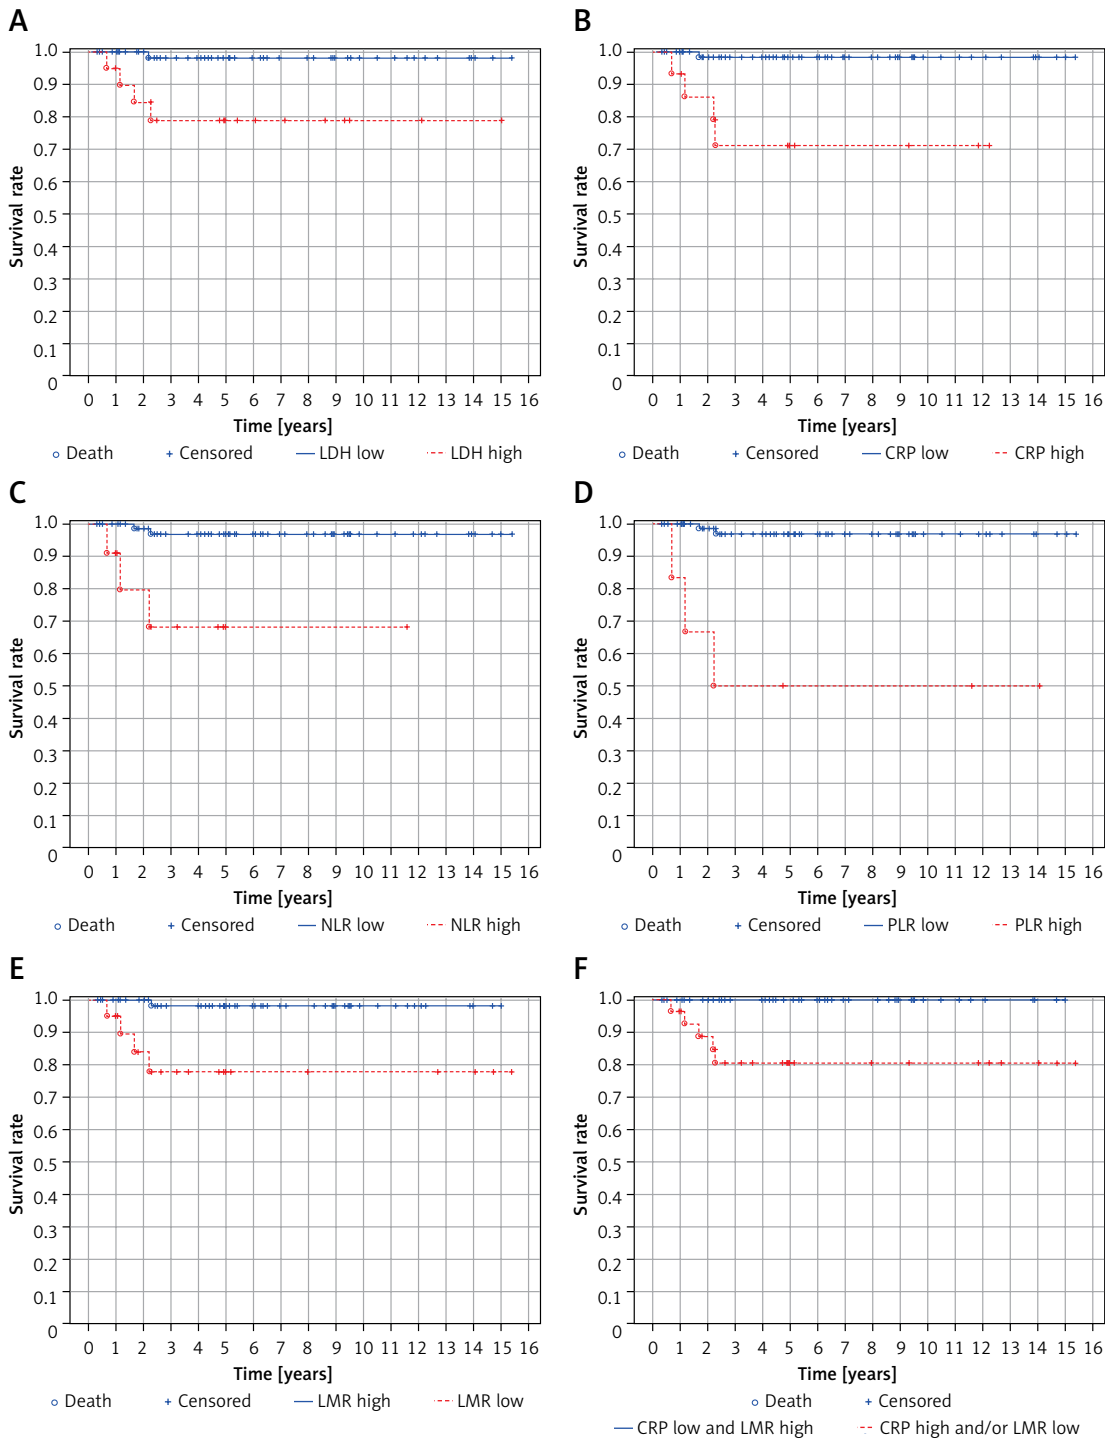 A
Survival rate
1.0
0.9
0.8
0.7
0.6
0.5
0.4
0.3
0.2
0.1
0
0 1 2 3 4 5 6 7 8 9 10 11 12 13 14 15 16
Time [years]
Death Censored LDH low LDH high
B
Survival rate
1.0
0.9
0.8
0.7
0.6
0.5
0.4
0.3
0.2
0.1
0
0 1 2 3 4 5 6 7 8 9 10 11 12 13 14 15 16
Time [years]
Death Censored CRP low CRP high
C
Survival rate
1.0
0.9
0.8
0.7
0.6
0.5
0.4
0.3
0.2
0.1
0
0 1 2 3 4 5 6 7 8 9 10 11 12 13 14 15 16
Time [years]
Death Censored NLR low NLR high
D
Survival rate
1.0
0.9
0.8
0.7
0.6
0.5
0.4
0.3
0.2
0.1
0
0 1 2 3 4 5 6 7 8 9 10 11 12 13 14 15 16
Time [years]
Death Censored PLR low PLR high
E
Survival rate
1.0
0.9
0.8
0.7
0.6
0.5
0.4
0.3
0.2
0.1
0
0 1 2 3 4 5 6 7 8 9 10 11 12 13 14 15 16
Time [years]
Death Censored LMR high LMR low
F
Survival rate
1.0
0.9
0.8
0.7
0.6
0.5
0.4
0.3
0.2
0.1
0
0 1 2 3 4 5 6 7 8 9 10 11 12 13 14 15 16
Time [years]
Death Censored
CRP low and LMR high CRP high and/or LMR low